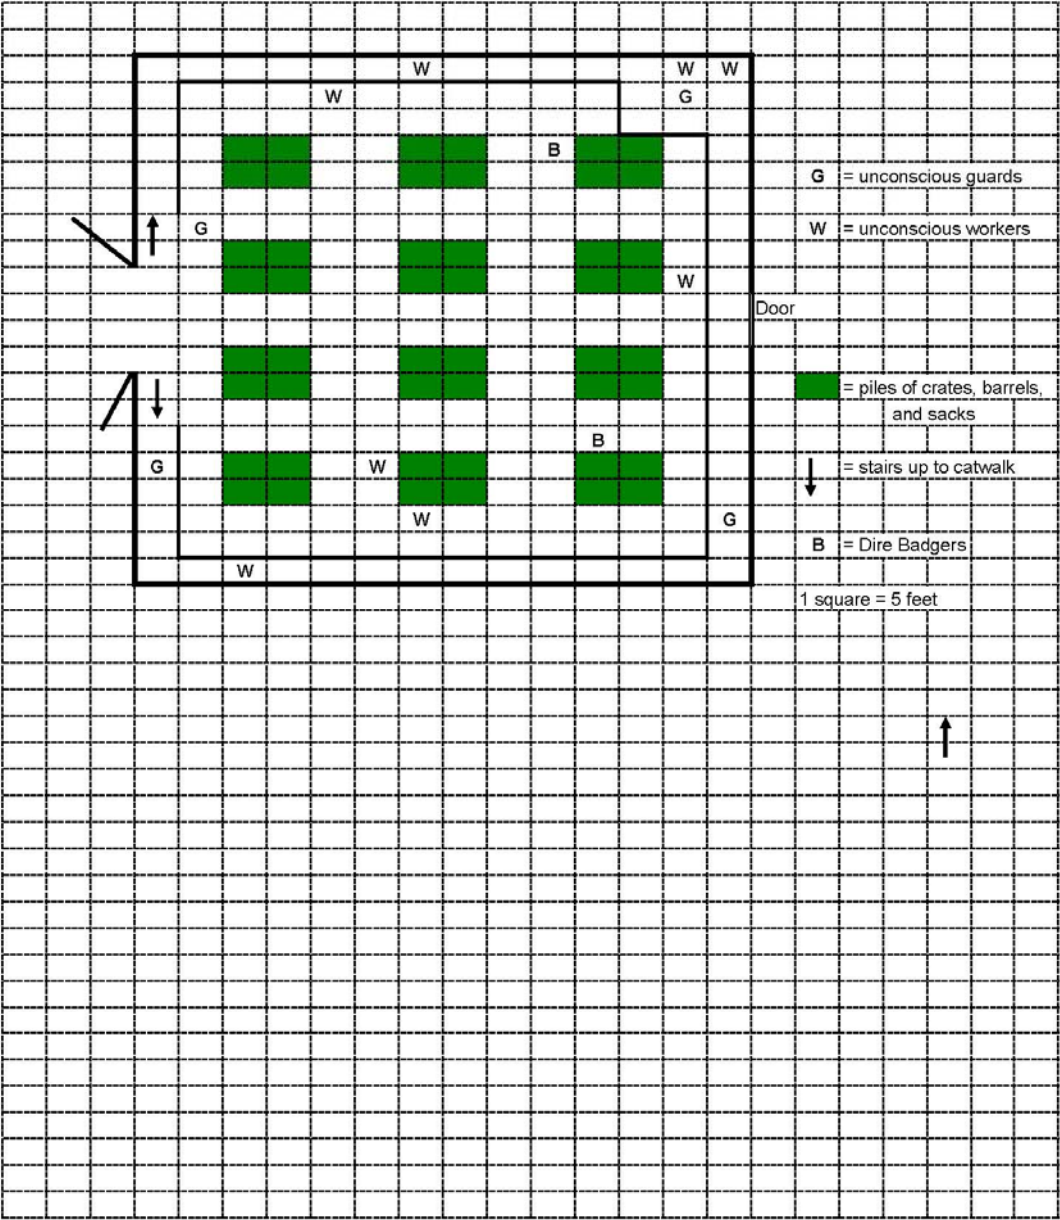 W W W
W G
B
G = unconscious guards
G W = unconscious workers
W
Door
= piles of crates, barrels,
and sacks
B
G W = stairs up to catwalk
W G
B = Dire Badgers
W
1 square = 5 feet